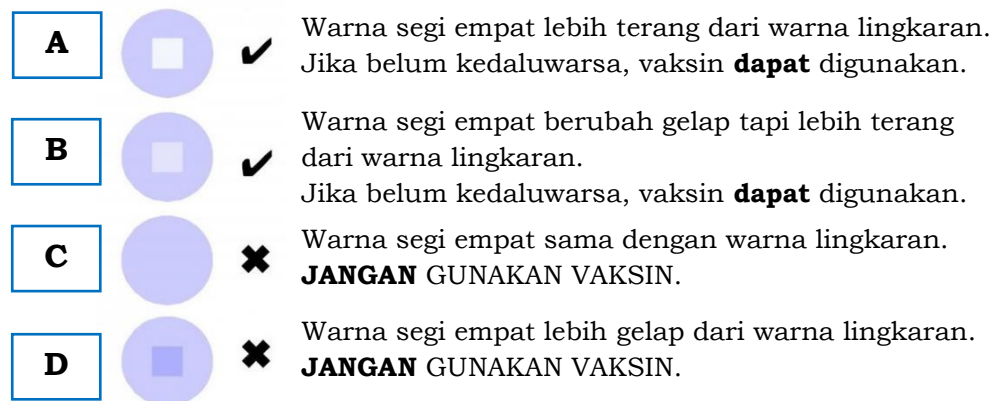 A
Warna segi empat lebih terang dari warna lingkaran.
Jika belum kedaluwarsa, vaksin dapat digunakan.
B
Warna segi empat berubah gelap tapi lebih terang
dari warna lingkaran.
Jika belum kedaluwarsa, vaksin dapat digunakan.
C
Warna segi empat sama dengan warna lingkaran.
JANGAN GUNAKAN VAKSIN.
D
Warna segi empat lebih gelap dari warna lingkaran.
JANGAN GUNAKAN VAKSIN.